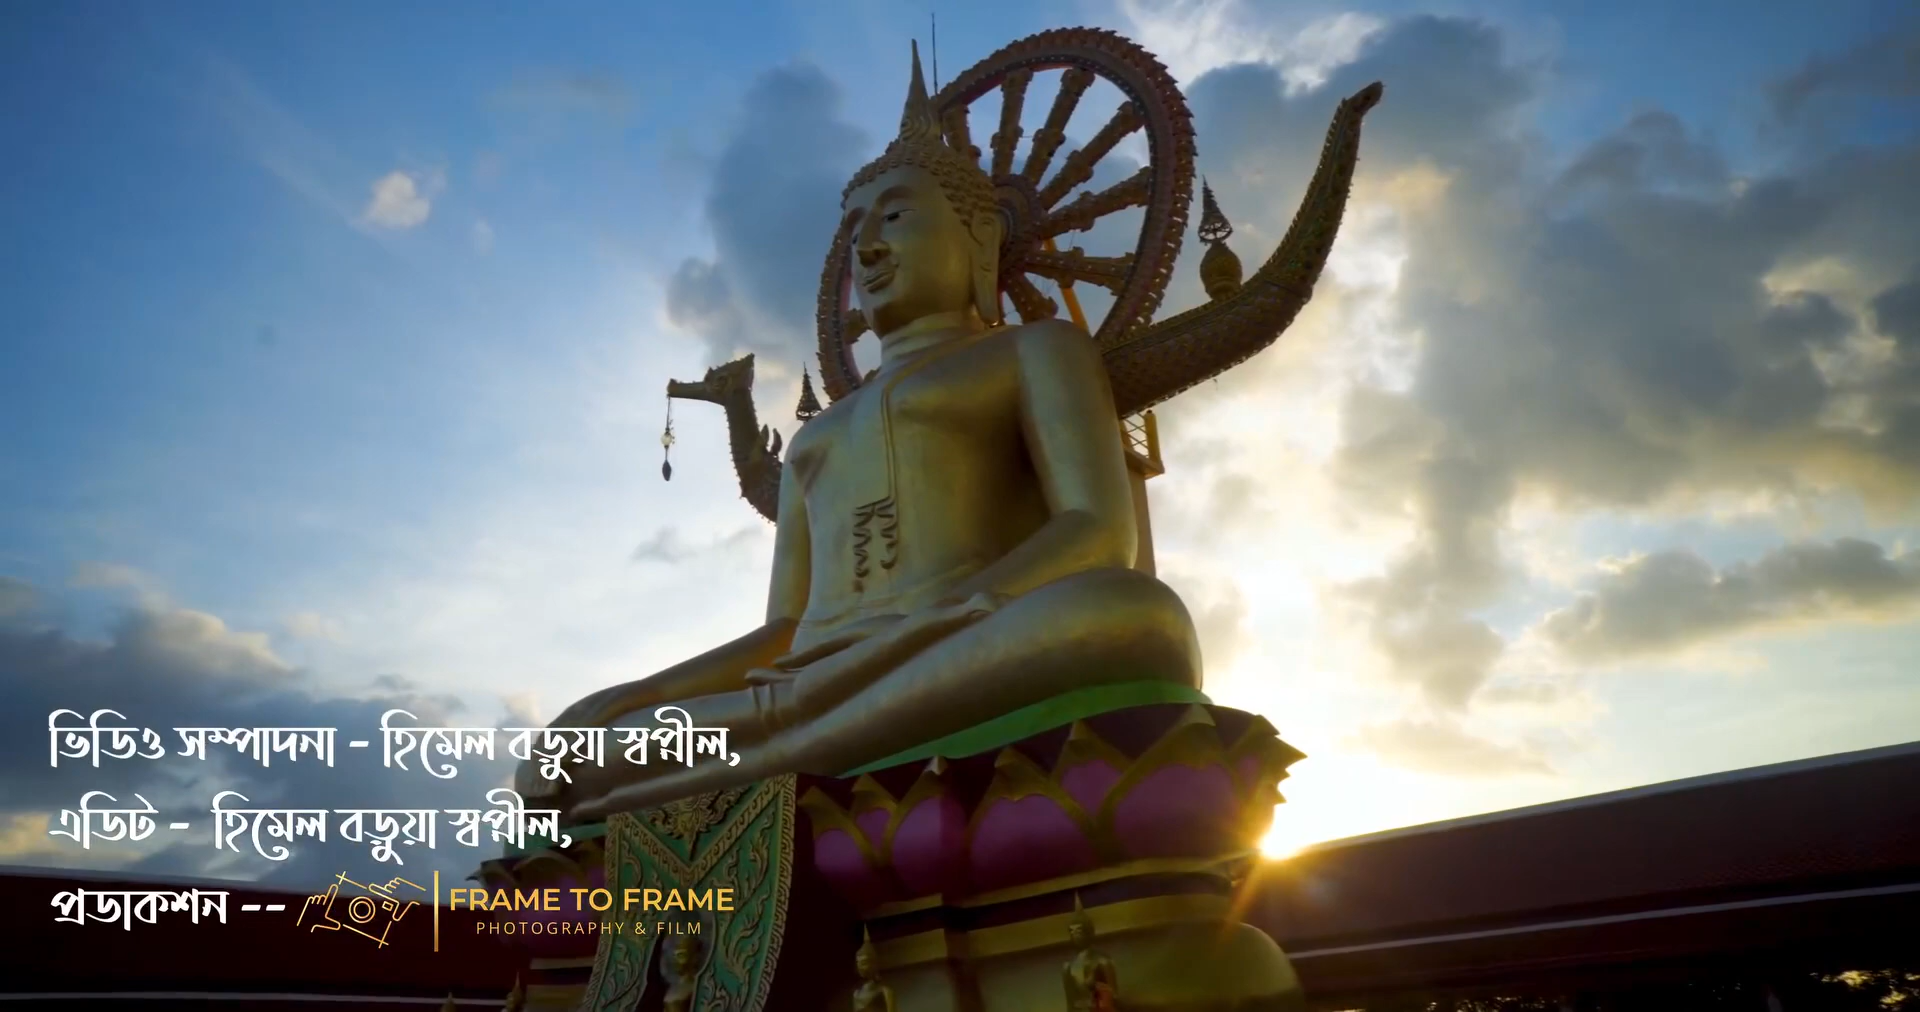 ভিডিও সম্পাদনা - হিমেল বড়ুয়া স্বপ্নীল,
এডিট - হিমেল বড়ুয়া স্বপ্নীল,
প্রডাকশন -- FRAME TO FRAME
PHOTOGRAPHY & FILM